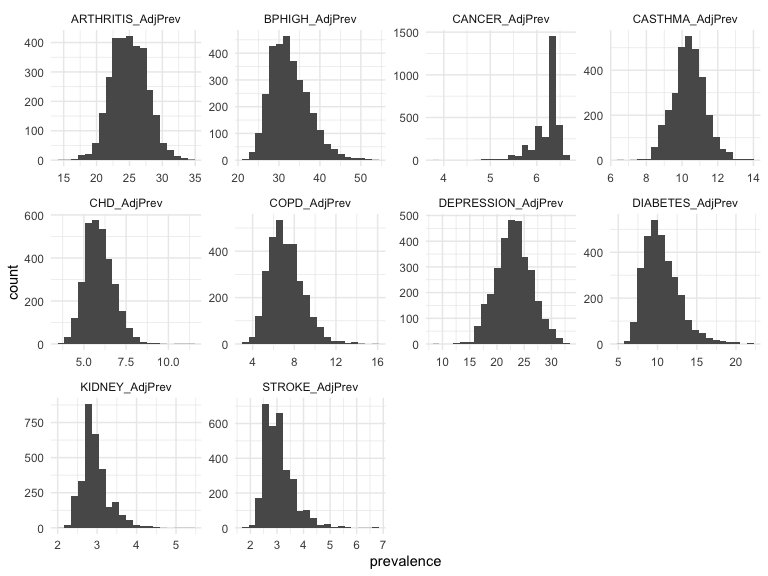 ARTHRITIS_AdjPrev
BPHIGH_AdjPrev
CANCER_AdjPrev
CASTHMA_AdjPrev
400
300
200
100
0
15 20 25 30 35
400
300
200
100
0
20 30 40 50
1500
1000
500
0
4 5 6
400
200
0
6 8 10 12 14
CHD_AdjPrev
COPD_AdjPrev
DEPRESSION_AdjPrev
DIABETES_AdjPrev
count
600
400
200
0
5.0 7.5 10.0
400
200
0
4 8 12 16
500
400
300
200
100
0
10 15 20 25 30
400
200
0
5 10 15 20
KIDNEY_AdjPrev
STROKE_AdjPrev
750
500
250
0
2 3 4 5
600
400
200
0
2 3 4 5 6 7
prevalence